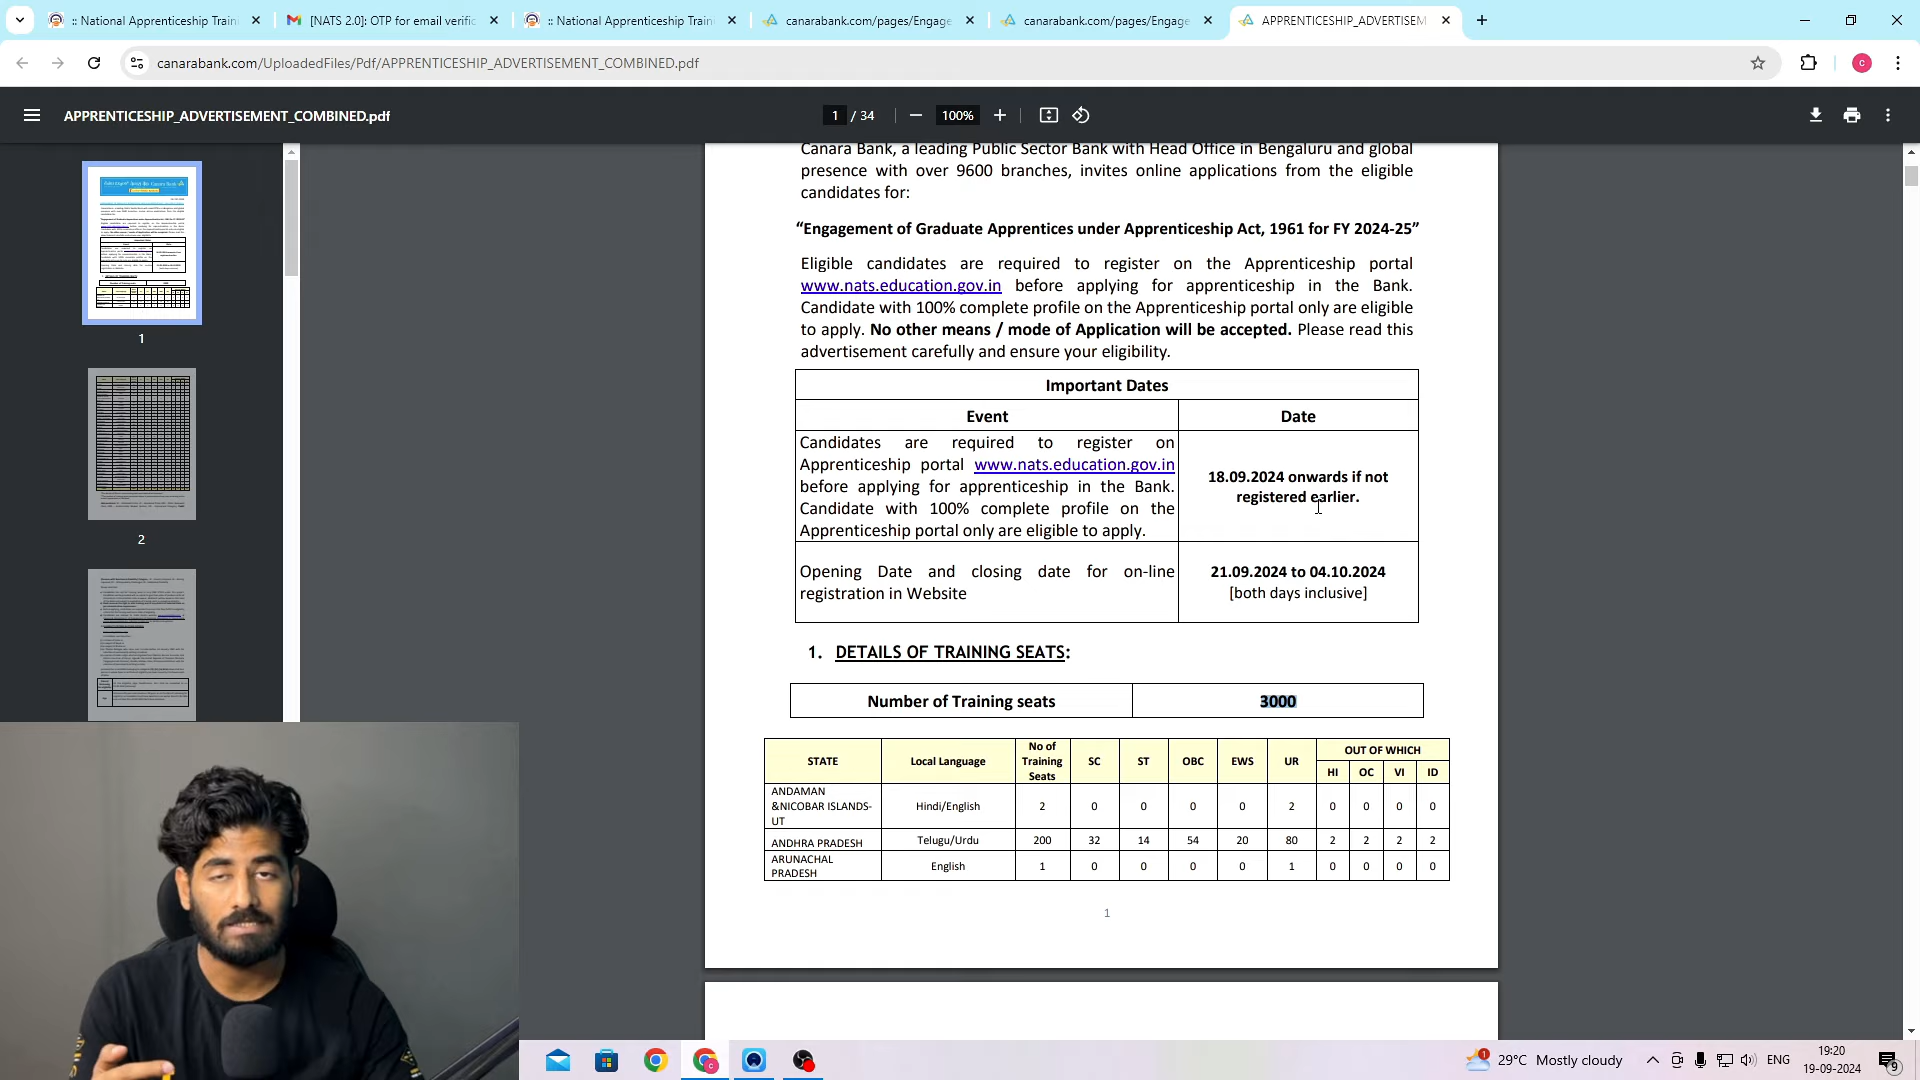 :: National Apprenticeship Train
[NATS 2.0]: OTP for email verific
:: National Apprenticeship Train
canarabank.com/pages/Engage
canarabank.com/pages/Engage
APPRENTICESHIP_ADVERTISEM
canarabank.com/UploadedFiles/Pdf/APPRENTICESHIP_ADVERTISEMENT_COMBINED.pdf
APPRENTICESHIP_ADVERTISEMENT_COMBINED.pdf
1 / 34
100%
Canara Bank, a leading Public Sector Bank with Head Office in Bengaluru and global
presence with over 9600 branches, invites online applications from the eligible
candidates for:
“Engagement of Graduate Apprentices under Apprenticeship Act, 1961 for FY 2024-25”
Eligible candidates are required to register on the Apprenticeship portal
www.nats.education.gov.in before applying for apprenticeship in the Bank.
Candidate with 100% complete profile on the Apprenticeship portal only are eligible
to apply. No other means / mode of Application will be accepted. Please read this
advertisement carefully and ensure your eligibility.
Important Dates
Event Date
Candidates are required to register on
Apprenticeship portal www.nats.education.gov.in
before applying for apprenticeship in the Bank.
Candidate with 100% complete profile on the
Apprenticeship portal only are eligible to apply.
18.09.2024 onwards if not
registered earlier.
Opening Date and closing date for on-line
registration in Website
21.09.2024 to 04.10.2024
[both days inclusive]
1. DETAILS OF TRAINING SEATS:
Number of Training seats 3000
STATE Local Language No of Training Seats SC ST OBC EWS UR OUT OF WHICH
HI OC VI ID
ANDAMAN
&NICOBAR ISLANDS-
UT
Hindi/English 2 0 0 0 0 2 0 0 0 0
ANDHRA PRADESH Telugu/Urdu 200 32 14 54 20 80 2 2 2 2
ARUNACHAL
PRADESH
English 1 0 0 0 0 1 0 0 0 0
1
1
2
29°C Mostly cloudy
ENG
19:20
19-09-2024
9